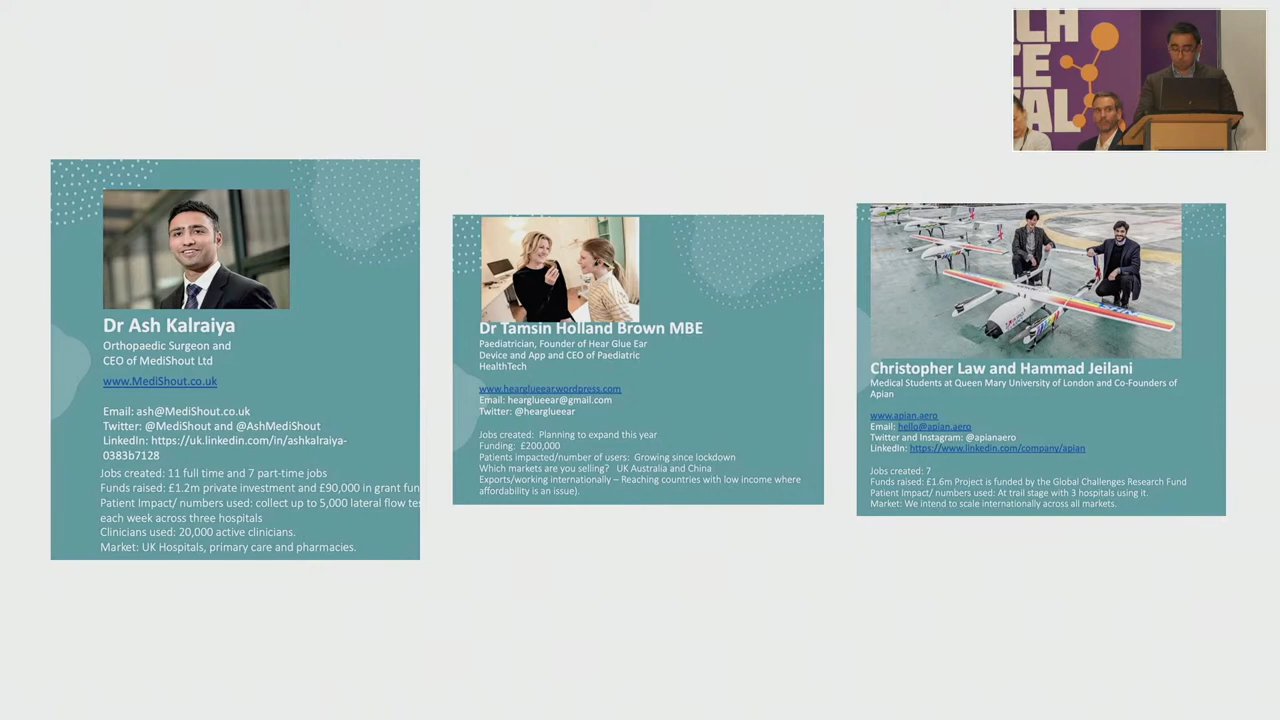 Dr Ash Kalraiya
Orthopaedic Surgeon and
CEO of MediShout Ltd
www.MediShout.co.uk
Email: ash@MediShout.co.uk
Twitter: @MediShout and @AshMediShout
LinkedIn: https://uk.linkedin.com/in/ashkalraiya-
0383b7128
Jobs created: 11 full time and 7 part-time jobs
Funds raised: £1.2m private investment and £90,000 in grant fun
Patient Impact/ numbers used: collect up to 5,000 lateral flow te
each week across three hospitals
Clinicians used: 20,000 active clinicians.
Market: UK Hospitals, primary care and pharmacies.
Dr Tamsin Holland Brown MBE
Paediatrician, Founder of Hear Glue Ear
Device and App and CEO of Paediatric
HealthTech
www.hearglueear.wordpress.com
Email: hearglueear@gmail.com
Twitter: @hearglueear
Jobs created: Planning to expand this year
Funding: £200,000
Patients impacted/number of users: Growing since lockdown
Which markets are you selling? UK Australia and China
Exports/working internationally – Reaching countries with low income where
affordability is an issue).
Christopher Law and Hammad Jeilani
Medical Students at Queen Mary University of London and Co-Founders of
Apian
www.apian.aero
Email: hello@apian.aero
Twitter and Instagram: @apianaero
LinkedIn: https://www.linkedin.com/company/apian
Jobs created: 7
Funds raised: £1.6m Project is funded by the Global Challenges Research Fund
Patient Impact/ numbers used: At trail stage with 3 hospitals using it.
Market: We intend to scale internationally across all markets.